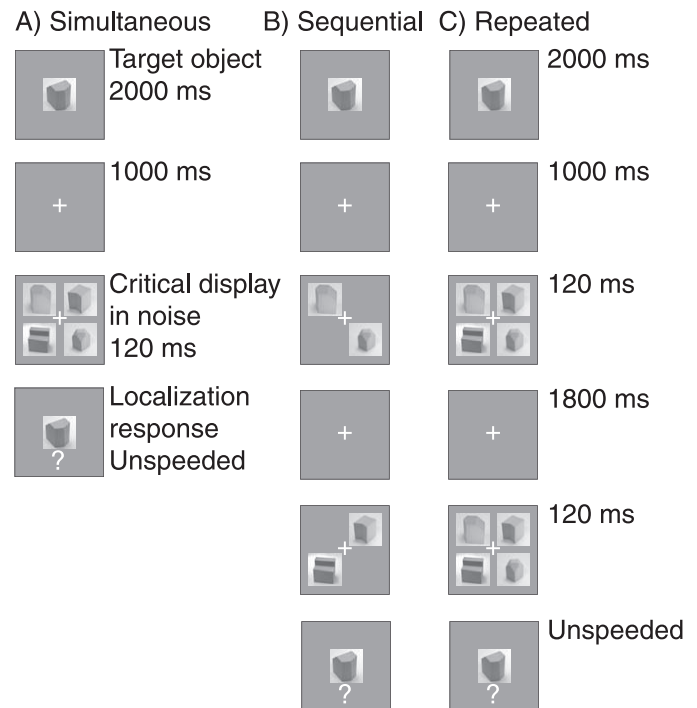 A) Simultaneous
Target object
2000 ms
1000 ms
Critical display
in noise
120 ms
Localization
response
Unspeeded
?
B) Sequential
?
C) Repeated
2000 ms
1000 ms
120 ms
1800 ms
120 ms
Unspeeded
?